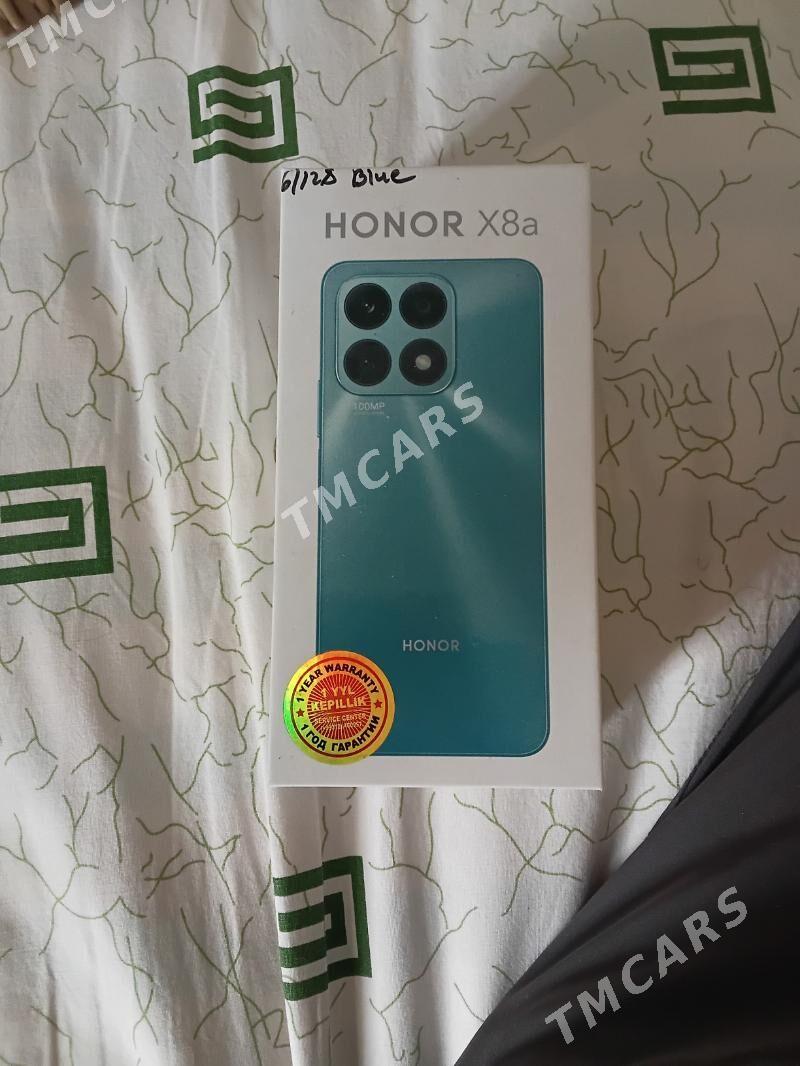 TMCARS
6/128 Blue
HONOR X8a
100MP
TMCARS
HONOR
1 YEAR WARRANTY
1 YYL
KEPILLIK
SERVICE CENTER
1 ГОД ГАРАНТИИ
TMCARS